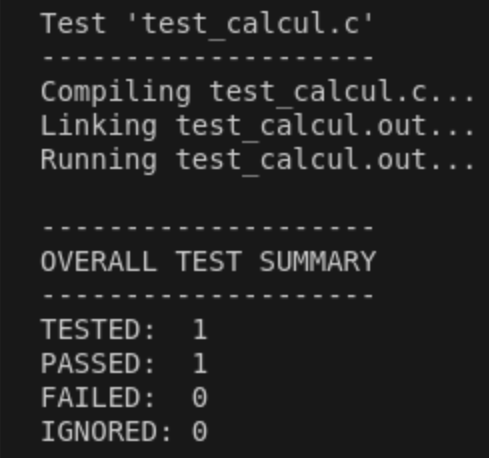 Test 'test_calcul.c'
--------------------
Compiling test_calcul.c...
Linking test_calcul.out...
Running test_calcul.out...

--------------------
OVERALL TEST SUMMARY
--------------------
TESTED:  1
PASSED:  1
FAILED:  0
IGNORED: 0